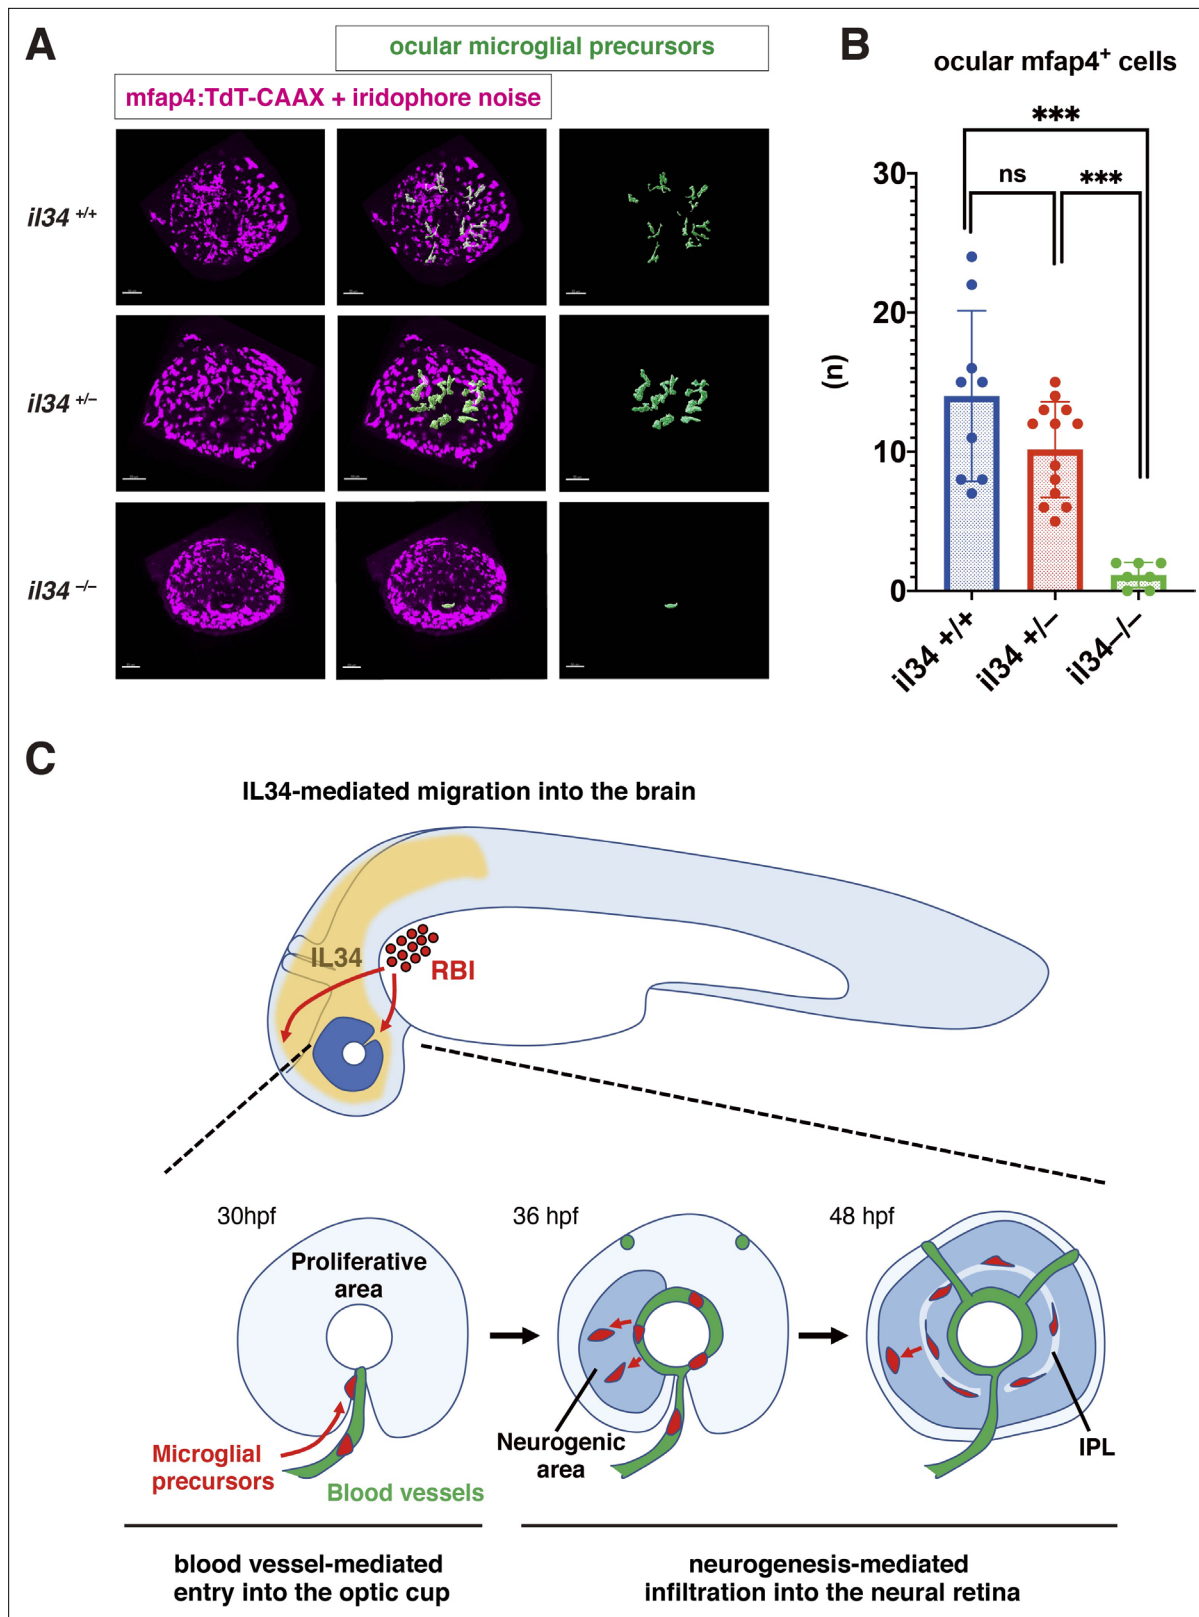 A
ocular microglial precursors
mfap4:TdT-CAAX + iridophore noise
il34 +/+
il34 +/–
il34 –/–
B
ocular mfap4+ cells
***
ns
***
30
20
10
0
(n)
il34 +/+
il34 +/–
il34–/–
C
IL34-mediated migration into the brain
IL34
RBI
30hpf
36 hpf
48 hpf
Proliferative
area
Microglial
precursors
Blood vessels
Neurogenic
area
IPL
blood vessel-mediated
entry into the optic cup
neurogenesis-mediated
infiltration into the neural retina